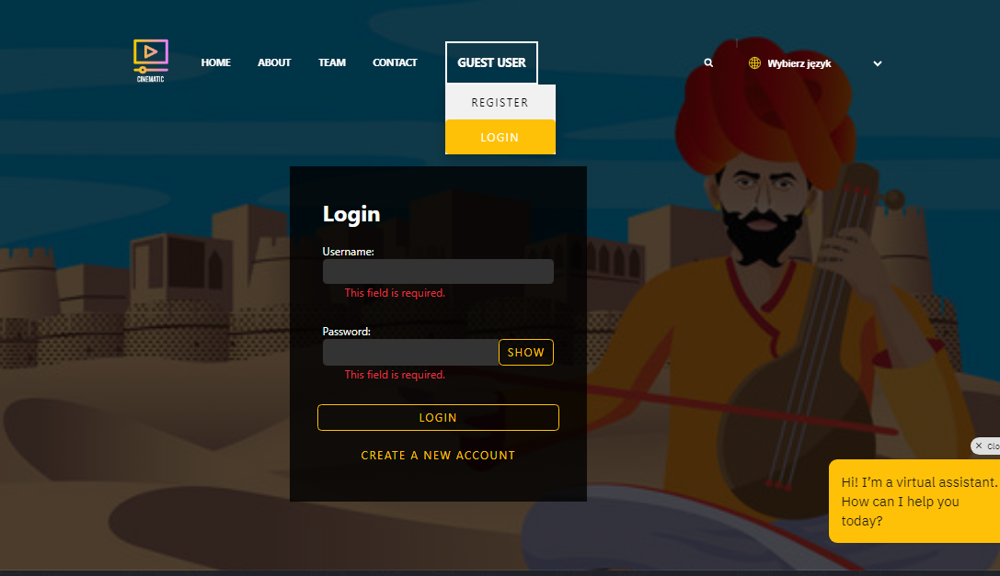 CINEMATIC
HOME
ABOUT
TEAM
CONTACT
GUEST USER
Wybierz język
REGISTER
LOGIN
Login
Username:
This field is required.
Password:
SHOW
This field is required.
LOGIN
CREATE A NEW ACCOUNT
Clo
Hi! I'm a virtual assistant.
How can I help you
today?